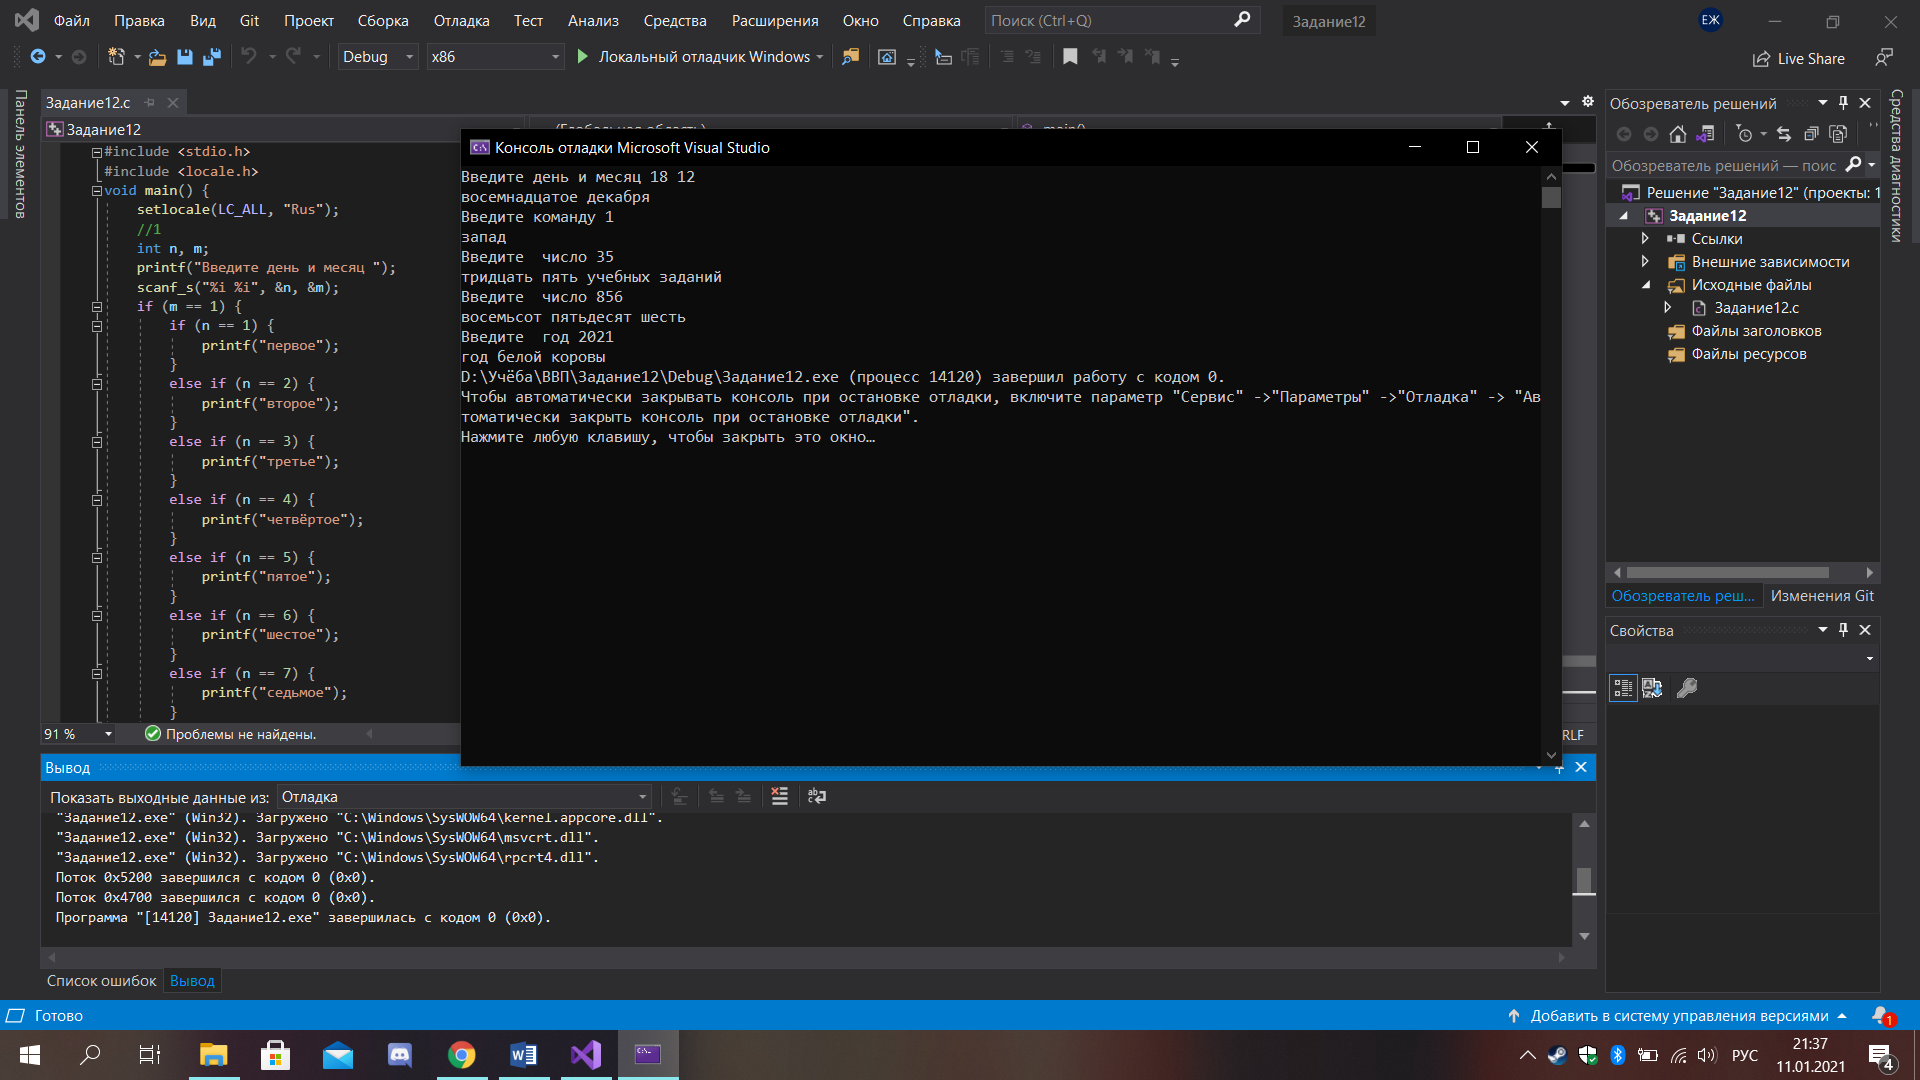 Файл Правка Вид Git Проект Сборка Отладка Тест Анализ Средства Расширения Окно Справка Поиск (Ctrl+Q) Задание12 ЕЖ
Debug x86 Локальный отладчик Windows Live Share
Панель элементов
Задание12.c
Задание12
main()
#include <stdio.h>
#include <locale.h>
void main() {
setlocale(LC_ALL, "Rus");
//1
int n, m;
printf("Введите день и месяц ");
scanf_s("%i %i", &n, &m);
if (m == 1) {
if (n == 1) {
printf("первое");
}
else if (n == 2) {
printf("второе");
}
else if (n == 3) {
printf("третье");
}
else if (n == 4) {
printf("четвёртое");
}
else if (n == 5) {
printf("пятое");
}
else if (n == 6) {
printf("шестое");
}
else if (n == 7) {
printf("седьмое");
}
91 % Проблемы не найдены.
RLF
Консоль отладки Microsoft Visual Studio
Введите день и месяц 18 12
восемнадцатое декабря
Введите команду 1
запад
Введите  число 35
тридцать пять учебных заданий
Введите  число 856
восемьсот пятьдесят шесть
Введите  год 2021
год белой коровы
D:\Учёба\ВВП\Задание12\Debug\Задание12.exe (процесс 14120) завершил работу с кодом 0.
Чтобы автоматически закрывать консоль при остановке отладки, включите параметр "Сервис" ->"Параметры" ->"Отладка" -> "Ав
томатически закрыть консоль при остановке отладки".
Нажмите любую клавишу, чтобы закрыть это окно…
Обозреватель решений
Обозреватель решений — поис
Решение "Задание12" (проекты: 1
Задание12
Ссылки
Внешние зависимости
Исходные файлы
Задание12.c
Файлы заголовков
Файлы ресурсов
Обозреватель реш... Изменения Git
Свойства
Средства диагностики
Вывод
Показать выходные данные из: Отладка
"Задание12.exe" (Win32). Загружено "C:\Windows\SysWOW64\kernel.appcore.dll".
"Задание12.exe" (Win32). Загружено "C:\Windows\SysWOW64\msvcrt.dll".
"Задание12.exe" (Win32). Загружено "C:\Windows\SysWOW64\rpcrt4.dll".
Поток 0x5200 завершился с кодом 0 (0x0).
Поток 0x4700 завершился с кодом 0 (0x0).
Программа "[14120] Задание12.exe" завершилась с кодом 0 (0x0).
Список ошибок Вывод
Готово Добавить в систему управления версиями 1
РУС 21:37
11.01.2021
4